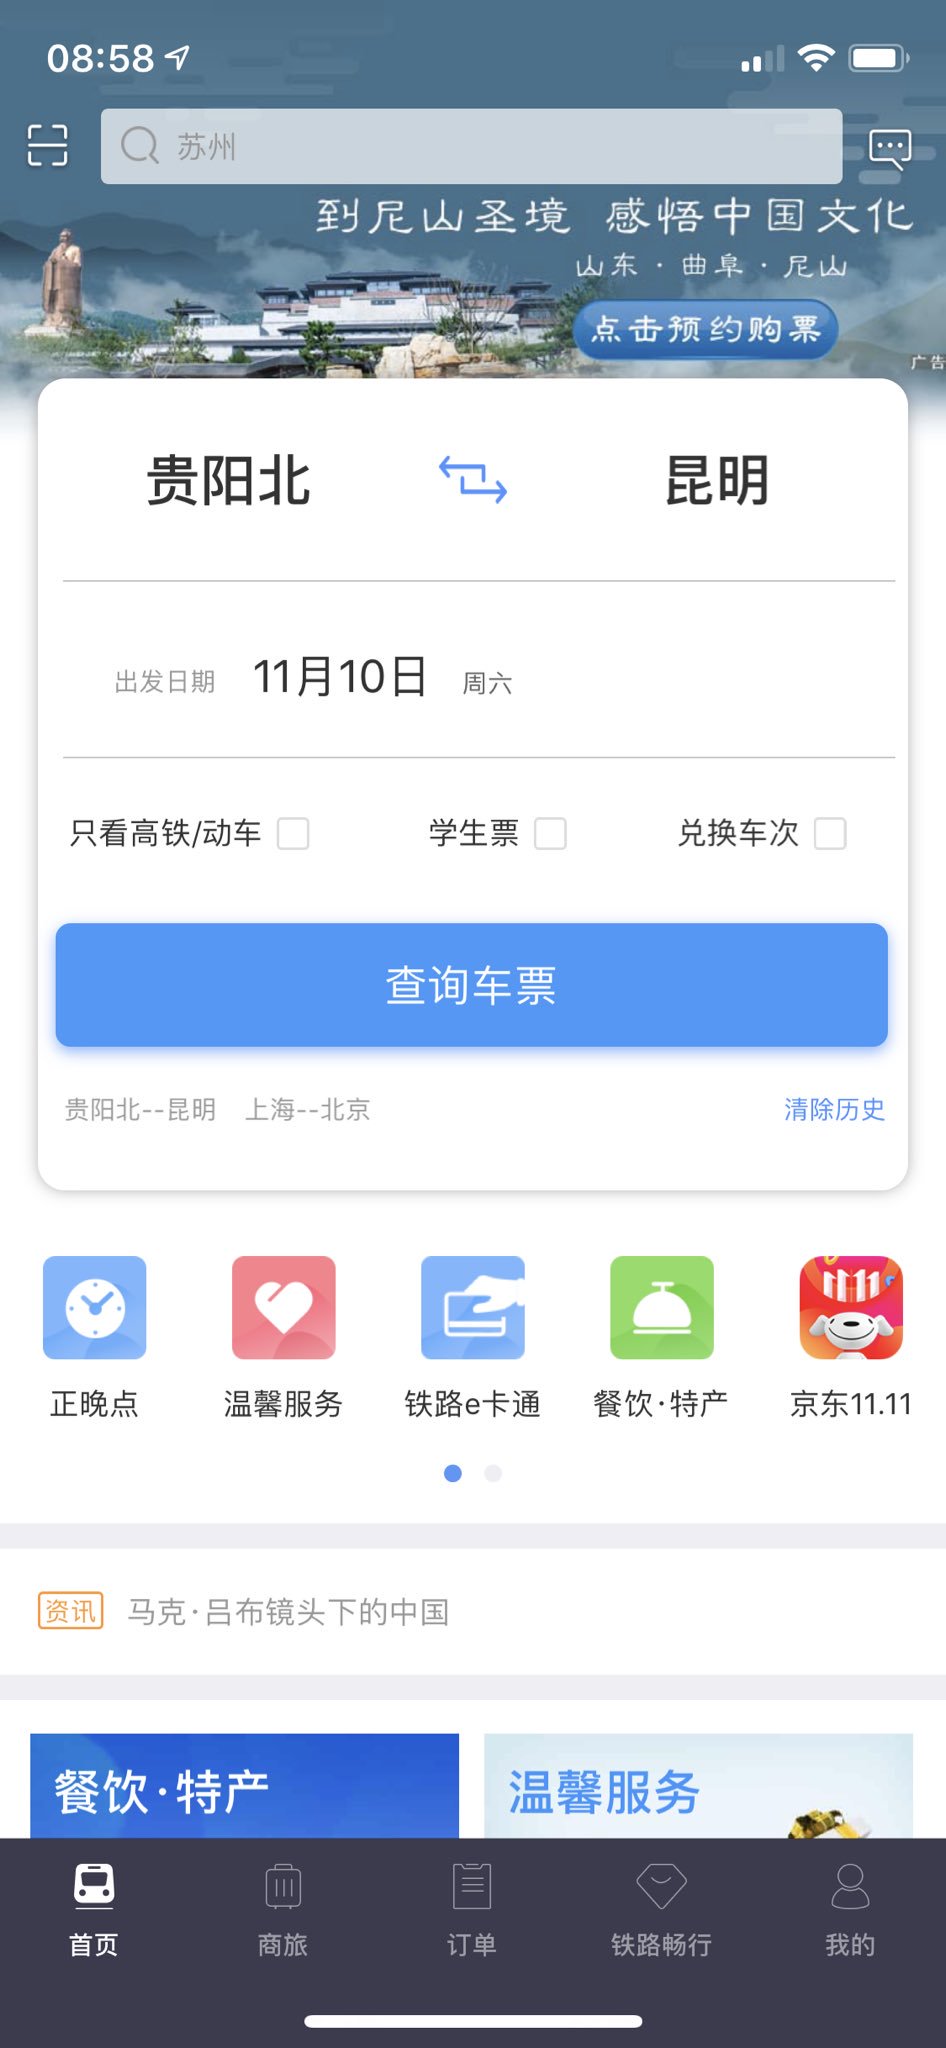 08:58
苏州
到尼山圣境 感悟中国文化
山东·曲阜·尼山
点击预约购票
广告
贵阳北 昆明
出发日期 11月10日 周六
只看高铁/动车 学生票 兑换车次
查询车票
贵阳北--昆明 上海--北京 清除历史
11.11
正晚点 温馨服务 铁路e卡通 餐饮·特产 京东11.11
资讯 马克·吕布镜头下的中国
餐饮·特产 温馨服务
首页 商旅 订单 铁路畅行 我的